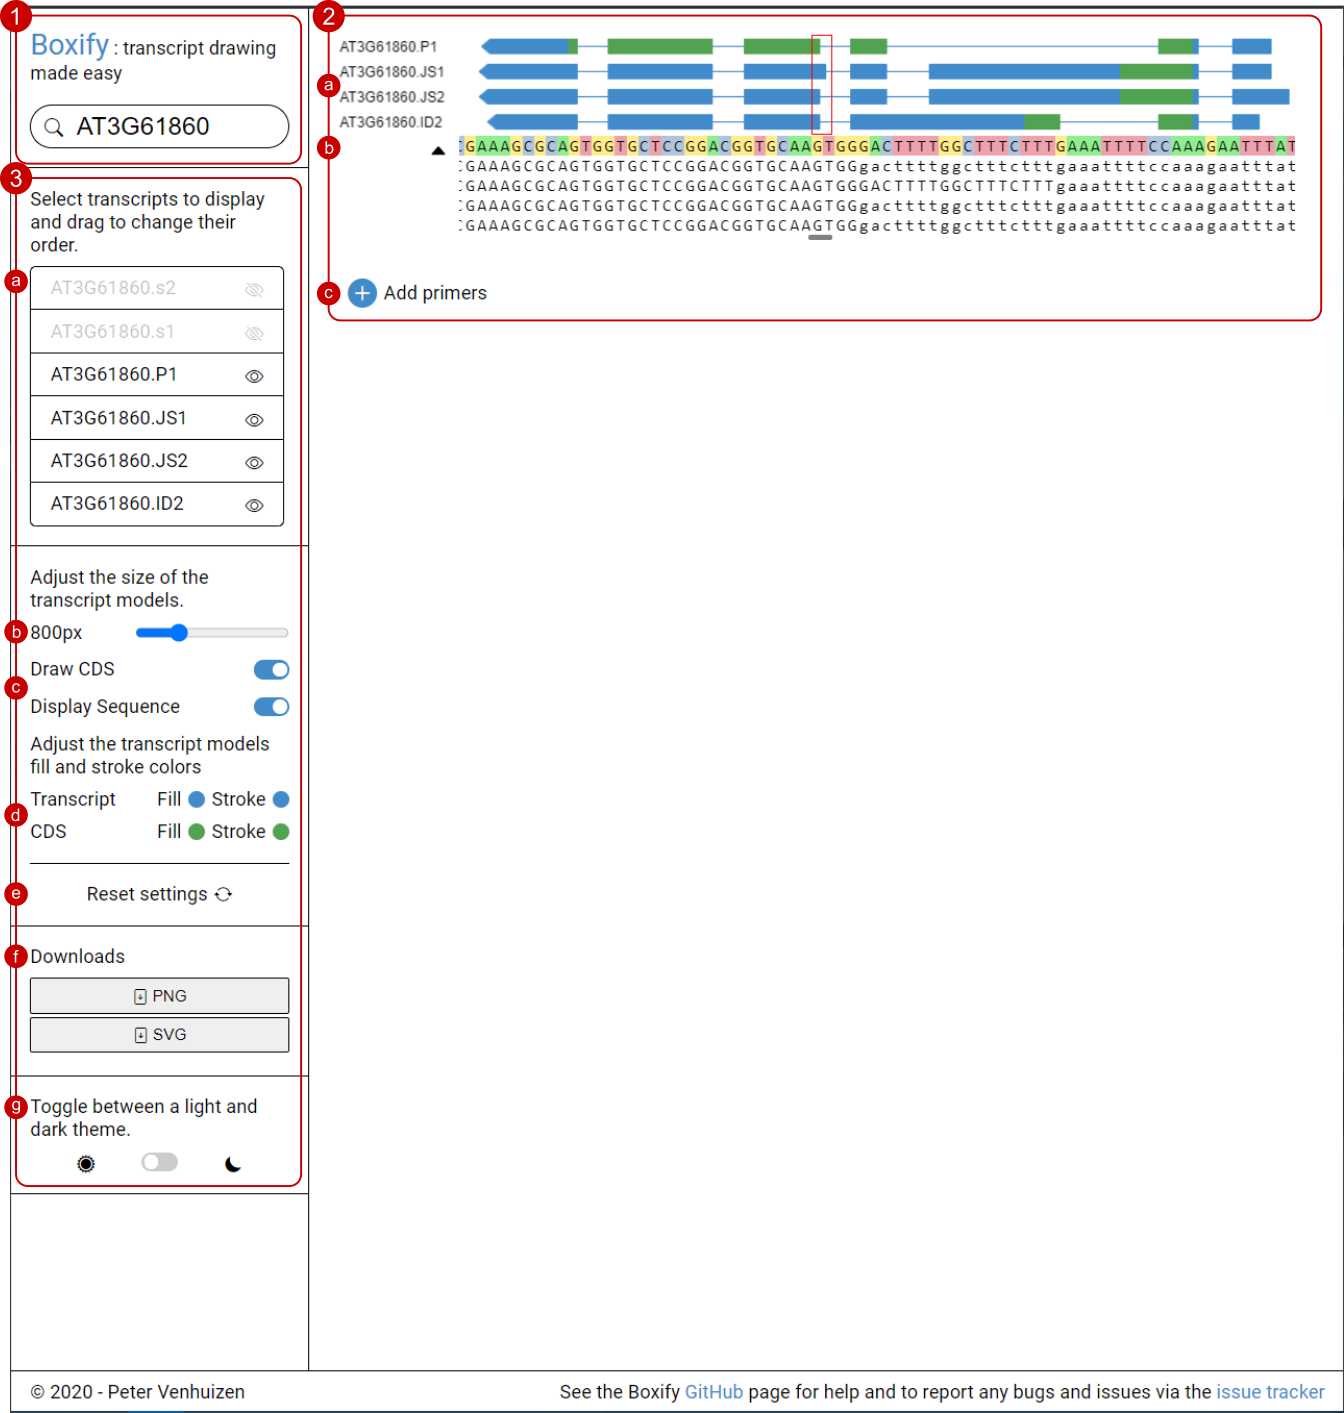 1
Boxify : transcript drawing
made easy
AT3G61860
3
Select transcripts to display
and drag to change their
order.
a
AT3G61860.s2
AT3G61860.s1
AT3G61860.P1
AT3G61860.JS1
AT3G61860.JS2
AT3G61860.ID2
Adjust the size of the
transcript models.
b 800px
Draw CDS
c
Display Sequence
Adjust the transcript models
fill and stroke colors
Transcript Fill Stroke
d
CDS Fill Stroke
e Reset settings
f Downloads
PNG
SVG
g Toggle between a light and
dark theme.
2
AT3G61860.P1
AT3G61860.JS1
a
AT3G61860.JS2
AT3G61860.ID2
b
GAAAGCGCAGTGGTGCTCCGGACGGTGCAAGTGGGACTTTTGGCTTTCTTTGAAATTTTCCAAAGAATTTAT
CGAAAGCGCAGTGGTGCTCCGGACGGTGCAAGTGGgacttttggctttctttgaaattttccaaagaatttat
CGAAAGCGCAGTGGTGCTCCGGACGGTGCAAGTGGGACTTTTGGCTTTCTTTgaaattttccaaagaatttat
CGAAAGCGCAGTGGTGCTCCGGACGGTGCAAGTGGgacttttggctttctttgaaattttccaaagaatttat
CGAAAGCGCAGTGGTGCTCCGGACGGTGCAAGTGGgacttttggctttctttgaaattttccaaagaatttat
c + Add primers
© 2020 - Peter Venhuizen
See the Boxify GitHub page for help and to report any bugs and issues via the issue tracker